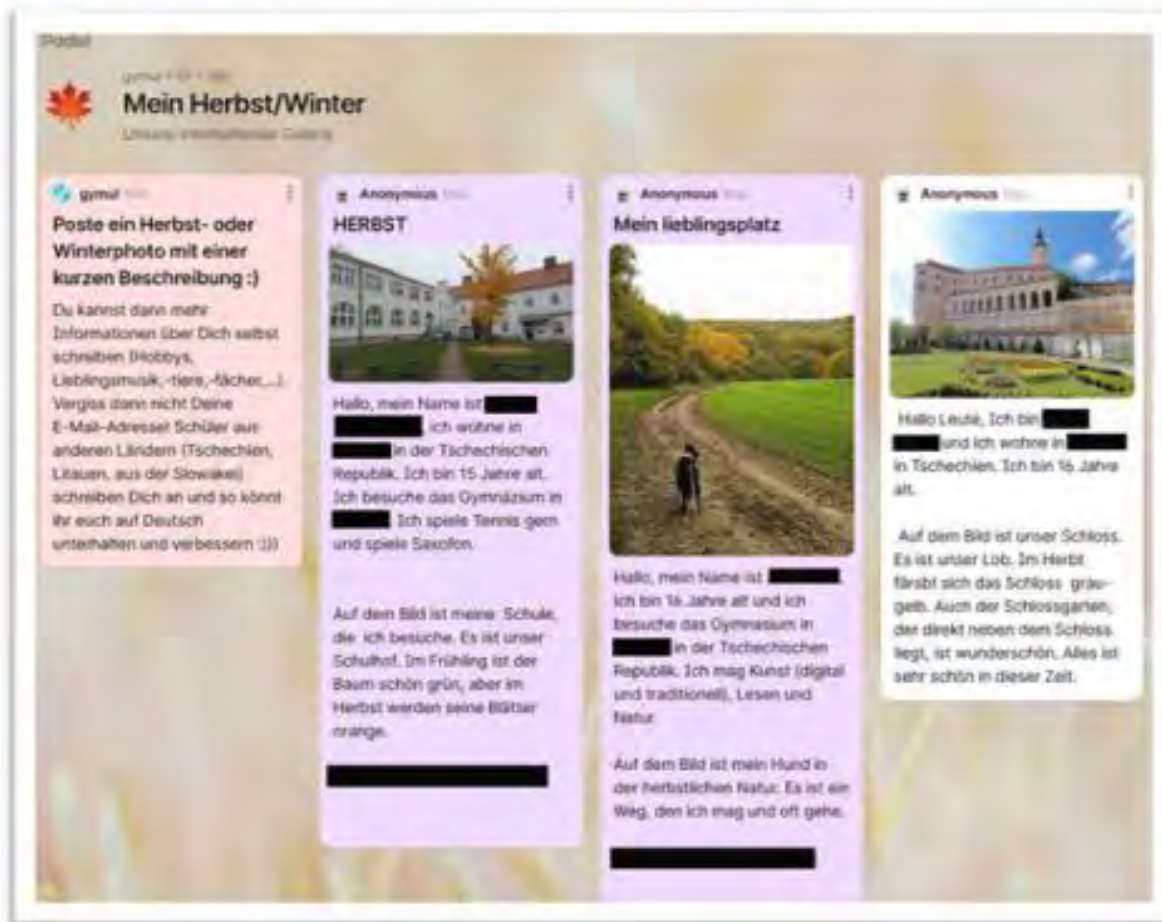 Padlet
Mein Herbst/Winter
gymul
Poste ein Herbst- oder
Winterphoto mit einer
kurzen Beschreibung :)
Du kannst dann mehr
Informationen über Dich selbst
schreiben (Hobbys,
Lieblingsmusik, -tiere, -fächer,...).
Vergiss dann nicht Deine
E-Mail-Adresse! Schüler aus
anderen Ländern (Tschechien,
Litauen, aus der Slowakei)
schreiben Dich an und so könnt
ihr euch auf Deutsch
unterhalten und verbessern :)))
Anonymous
HERBST
Hallo, mein Name ist
, ich wohne in
in der Tschechischen
Republik. Ich bin 15 Jahre alt.
Ich besuche das Gymnázium in
. Ich spiele Tennis gern
und spiele Saxofon.
Auf dem Bild ist meine Schule,
die ich besuche. Es ist unser
Schulhof. Im Frühling ist der
Baum schön grün, aber im
Herbst werden seine Blätter
Anonymous
Mein lieblingsplatz
Hallo, mein Name ist
Ich bin 16 Jahre alt und ich
besuche das Gymnasium in
in der Tschechischen
Republik. Ich mag Kunst (digital
und traditionell), Lesen und
Natur.
Auf dem Bild ist mein Hund in
der herbstlichen Natur. Es ist ein
Weg, den ich mag und oft gehe.
Anonymous
Hallo Leute, Ich bin
und ich wohne in
in Tschechien. Ich bin 16 Jahre
alt.
Auf dem Bild ist unser Schloss.
Es ist unser Lob. Im Herbt
färsbt sich das Schloss grau-
gelb. Auch der Schlossgarten,
der direkt neben dem Schloss
liegt, ist wunderschön. Alles ist
sehr schön in dieser Zeit.